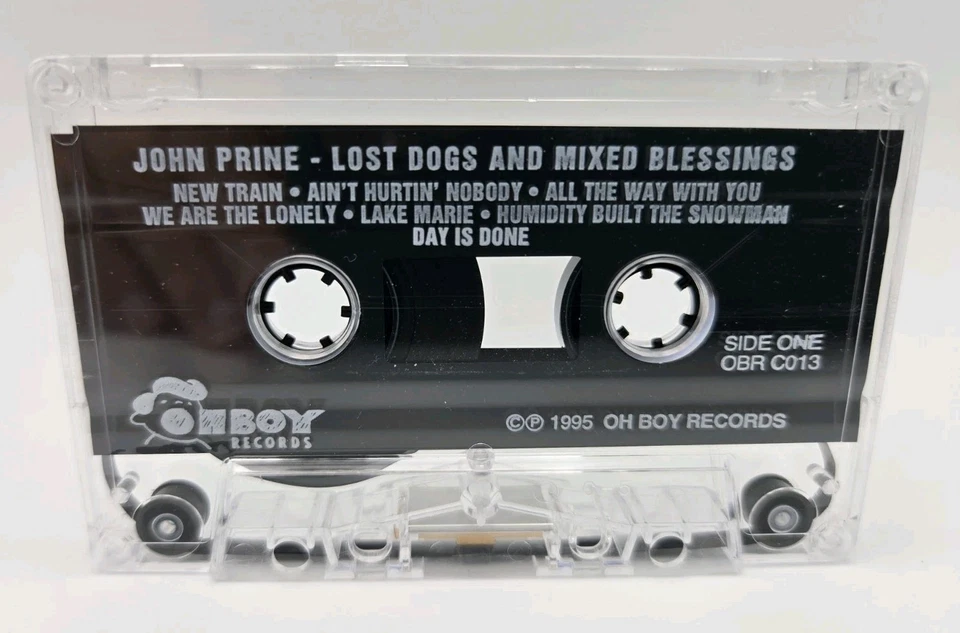 JOHN PRINE - LOST DOGS AND MIXED BLESSINGS
NEW TRAIN • AIN'T HURTIN' NOBODY • ALL THE WAY WITH YOU
WE ARE THE LONELY • LAKE MARIE • HUMIDITY BUILT THE SNOWMAN
DAY IS DONE
SIDE ONE
OBR C013
OH BOY
RECORDS
©℗ 1995 OH BOY RECORDS